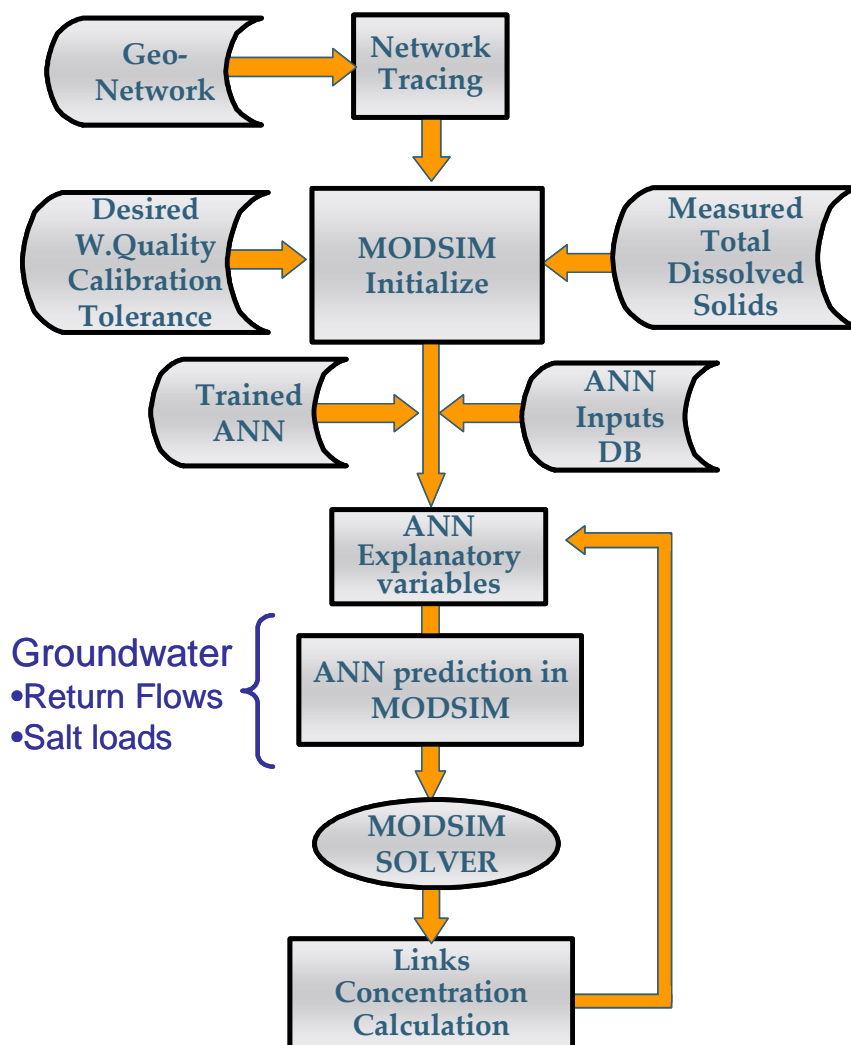 Geo-
Network
Network
Tracing
Desired
W.Quality
Calibration
Tolerance
MODSIM
Initialize
Measured
Total
Dissolved
Solids
Trained
ANN
ANN
Inputs
DB
ANN
Explanatory
variables
Groundwater
•Return Flows
•Salt loads
ANN prediction in
MODSIM
MODSIM
SOLVER
Links
Concentration
Calculation